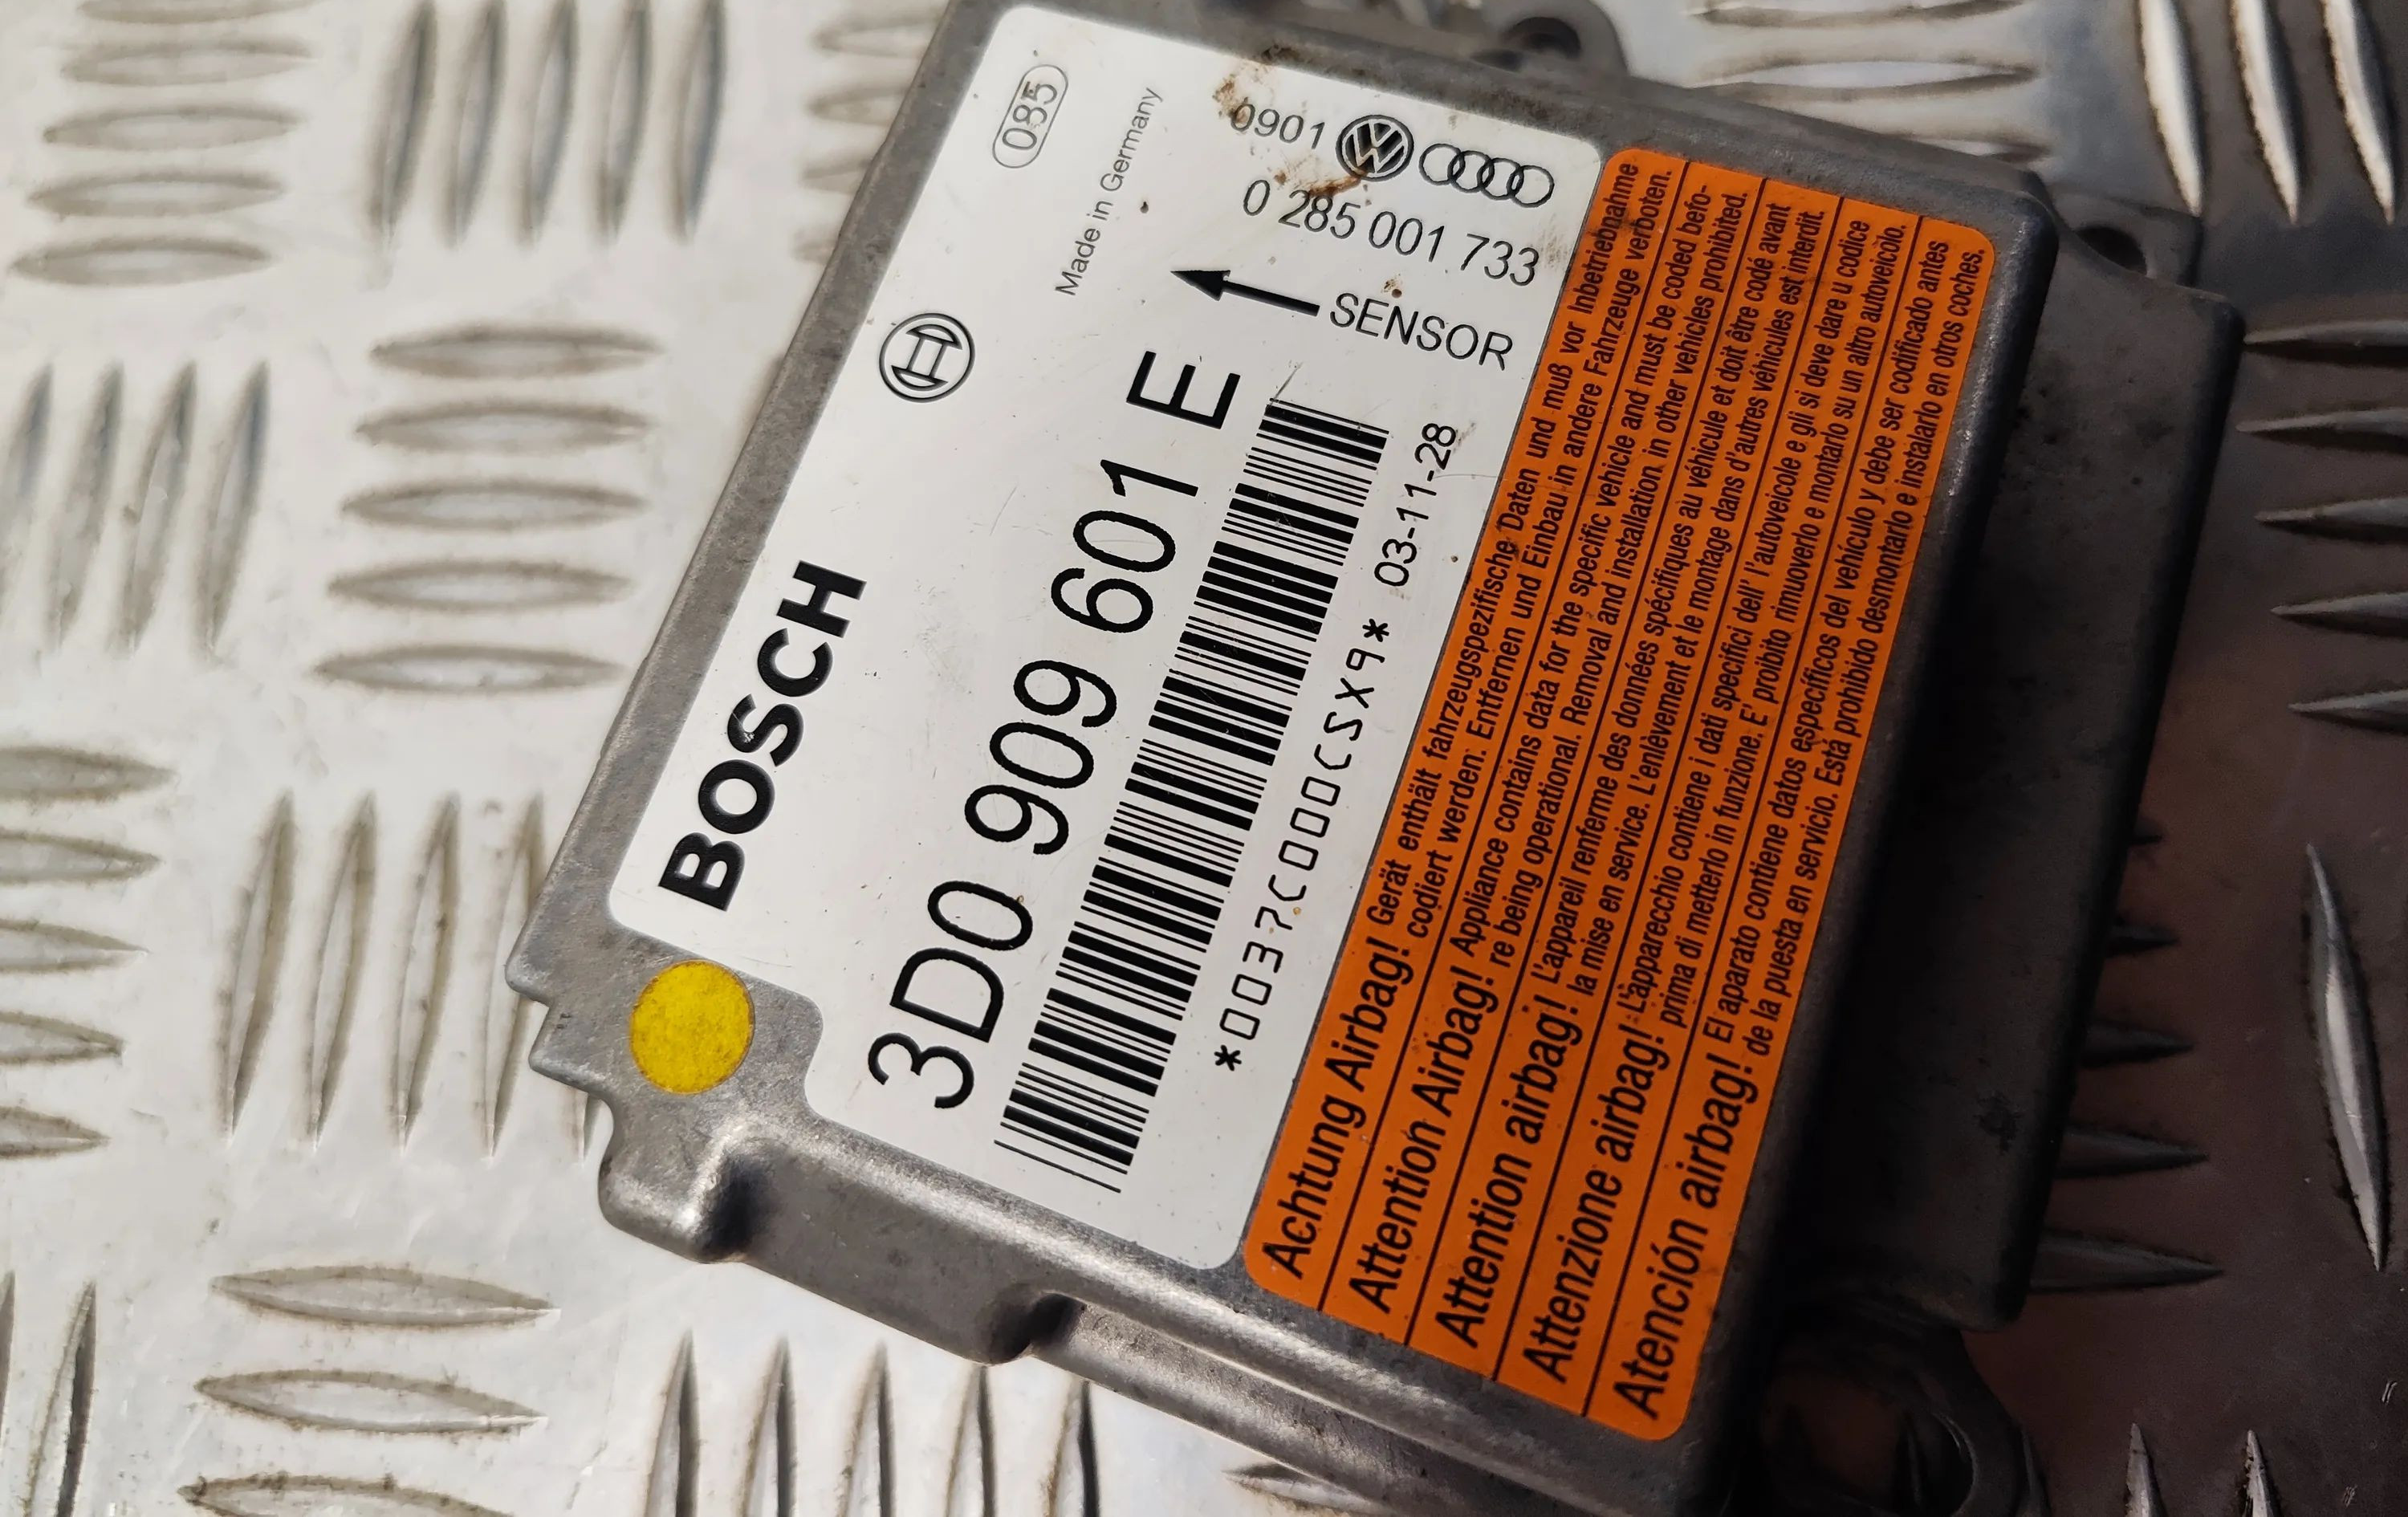 BOSCH
085
Made in Germany
0901
0 285 001 733
SENSOR
3D0 909 601 E
*0037C000CSX9* 03-11-28
Achtung Airbag! Gerät enthält fahrzeugspezifische Daten und muß vor Inbetriebnahme
codiert werden. Entfernen und Einbau in andere Fahrzeuge verboten.
Attention Airbag! Appliance contains data for the specific vehicle and must be coded befo-
re being operational. Removal and installation in other vehicles prohibited.
Attention airbag! L'appareil renferme des données spécifiques au véhicule et doit être codé avant
la mise en service. L'enlèvement et le montage dans d'autres véhicules est interdit.
Attenzione airbag! L'apparecchio contiene i dati specifici dell' l'autoveicole e gli si deve dare u codice
prima di metterlo in funzione. E' proibito rimuoverlo e montarlo su un altro autoveicolo.
Atención airbag! El aparato contiene datos específicos del vehículo y debe ser codificado antes
de la puesta en servicio. Está prohibido desmontarlo e instalarlo en otros coches.